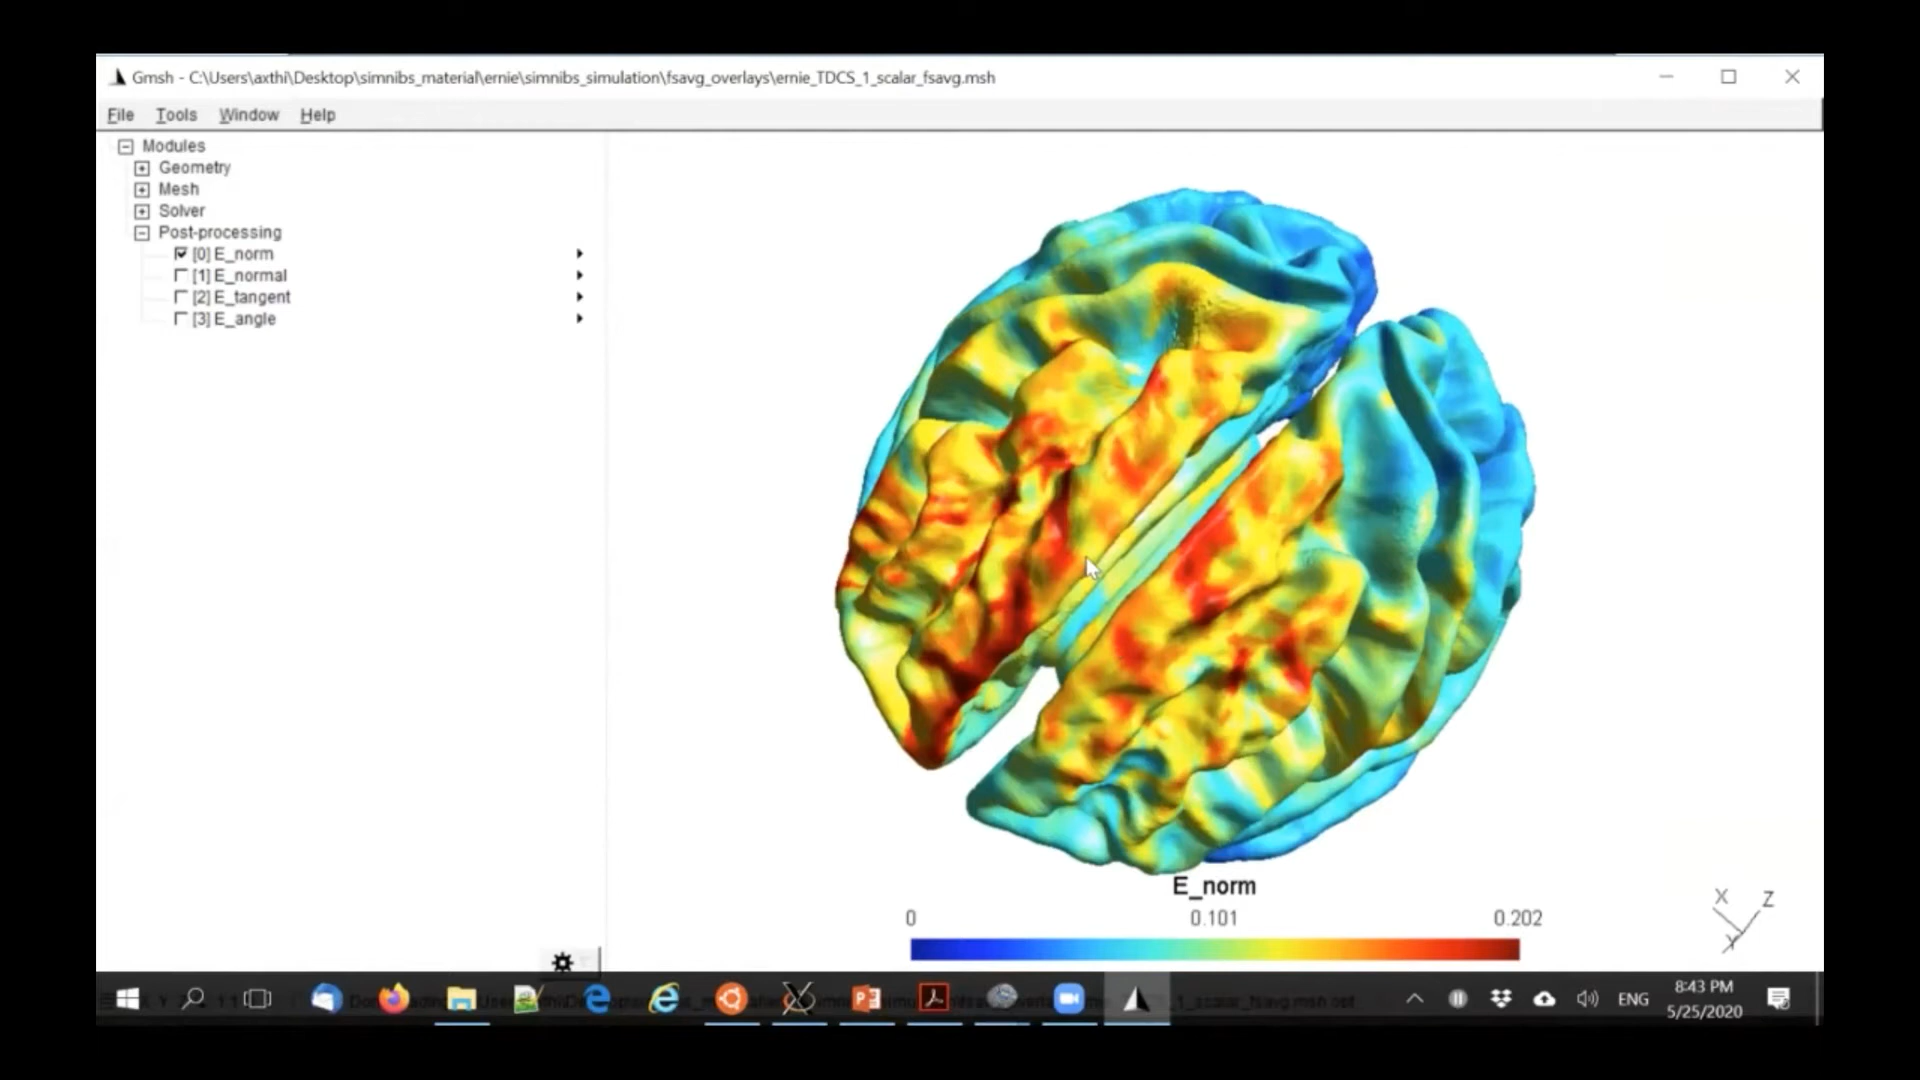 Gmsh - C:\Users\axthi\Desktop\simnibs_material\ernie\simnibs_simulation\fsavg_overlays\ernie_TDCS_1_scalar_fsavg.msh
File Tools Window Help
Modules
Geometry
Mesh
Solver
Post-processing
[0] E_norm
[1] E_normal
[2] E_tangent
[3] E_angle
E_norm
0 0.101 0.202
X Z
Y
ENG
8:43 PM
5/25/2020